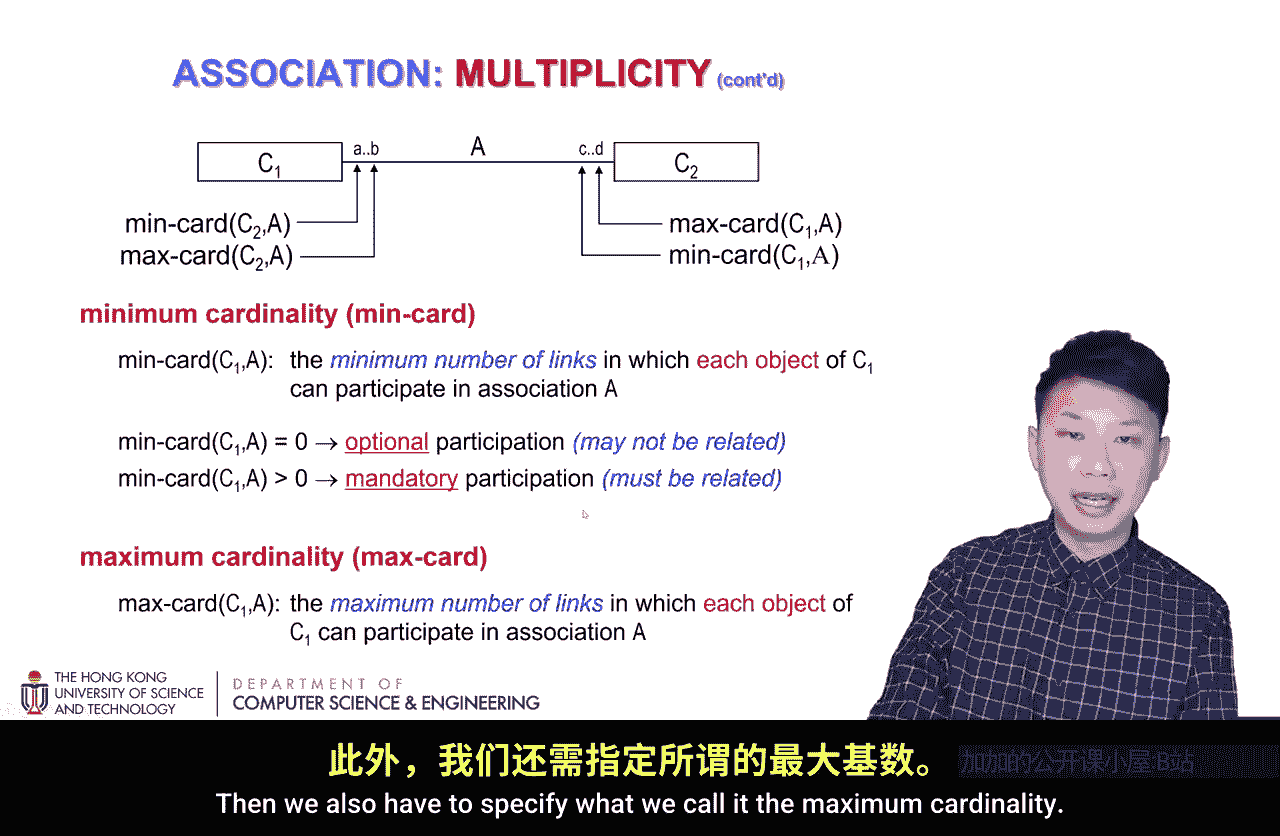 ASSOCIATION: MULTIPLICITY (cont'd)
C₁ a..b A c..d C₂
min-card(C₂,A) max-card(C₁,A)
max-card(C₂,A) min-card(C₁,A)
minimum cardinality (min-card)
min-card(C₁,A): the minimum number of links in which each object of C₁
can participate in association A
min-card(C₁,A) = 0 → optional participation (may not be related)
min-card(C₁,A) > 0 → mandatory participation (must be related)
maximum cardinality (max-card)
max-card(C₁,A): the maximum number of links in which each object of
C₁ can participate in association A
THE HONG KONG
UNIVERSITY OF SCIENCE
AND TECHNOLOGY
DEPARTMENT OF
COMPUTER SCIENCE & ENGINEERING
此外，我们还需指定所谓的最大基数。
加加的公开课小屋 B站
Then we also have to specify what we call it the maximum cardinality.